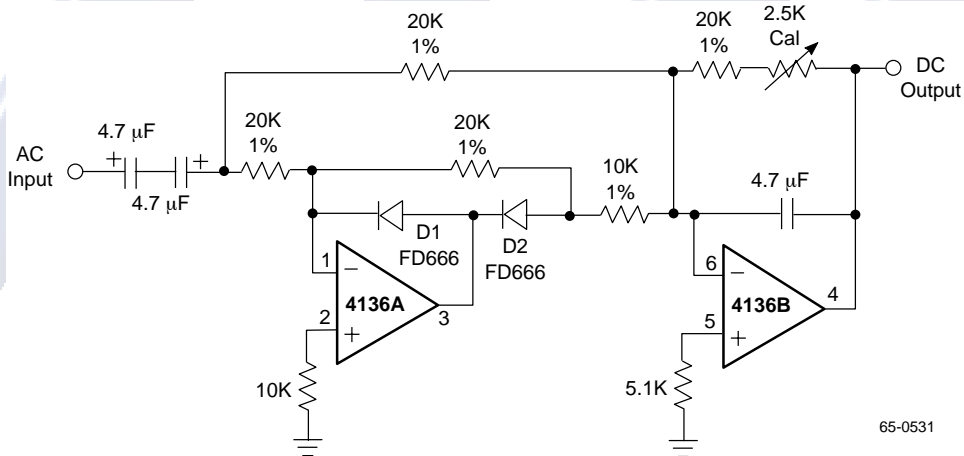 20K
1%
20K
1%
2.5K
Cal
DC
Output
4.7 µF
+
+
4.7 µF
AC
Input
20K
1%
20K
1%
10K
1%
4.7 µF
D1
FD666
D2
FD666
1
−
4136A
2
+
3
10K
6
−
4136B
5
+
4
5.1K
65-0531